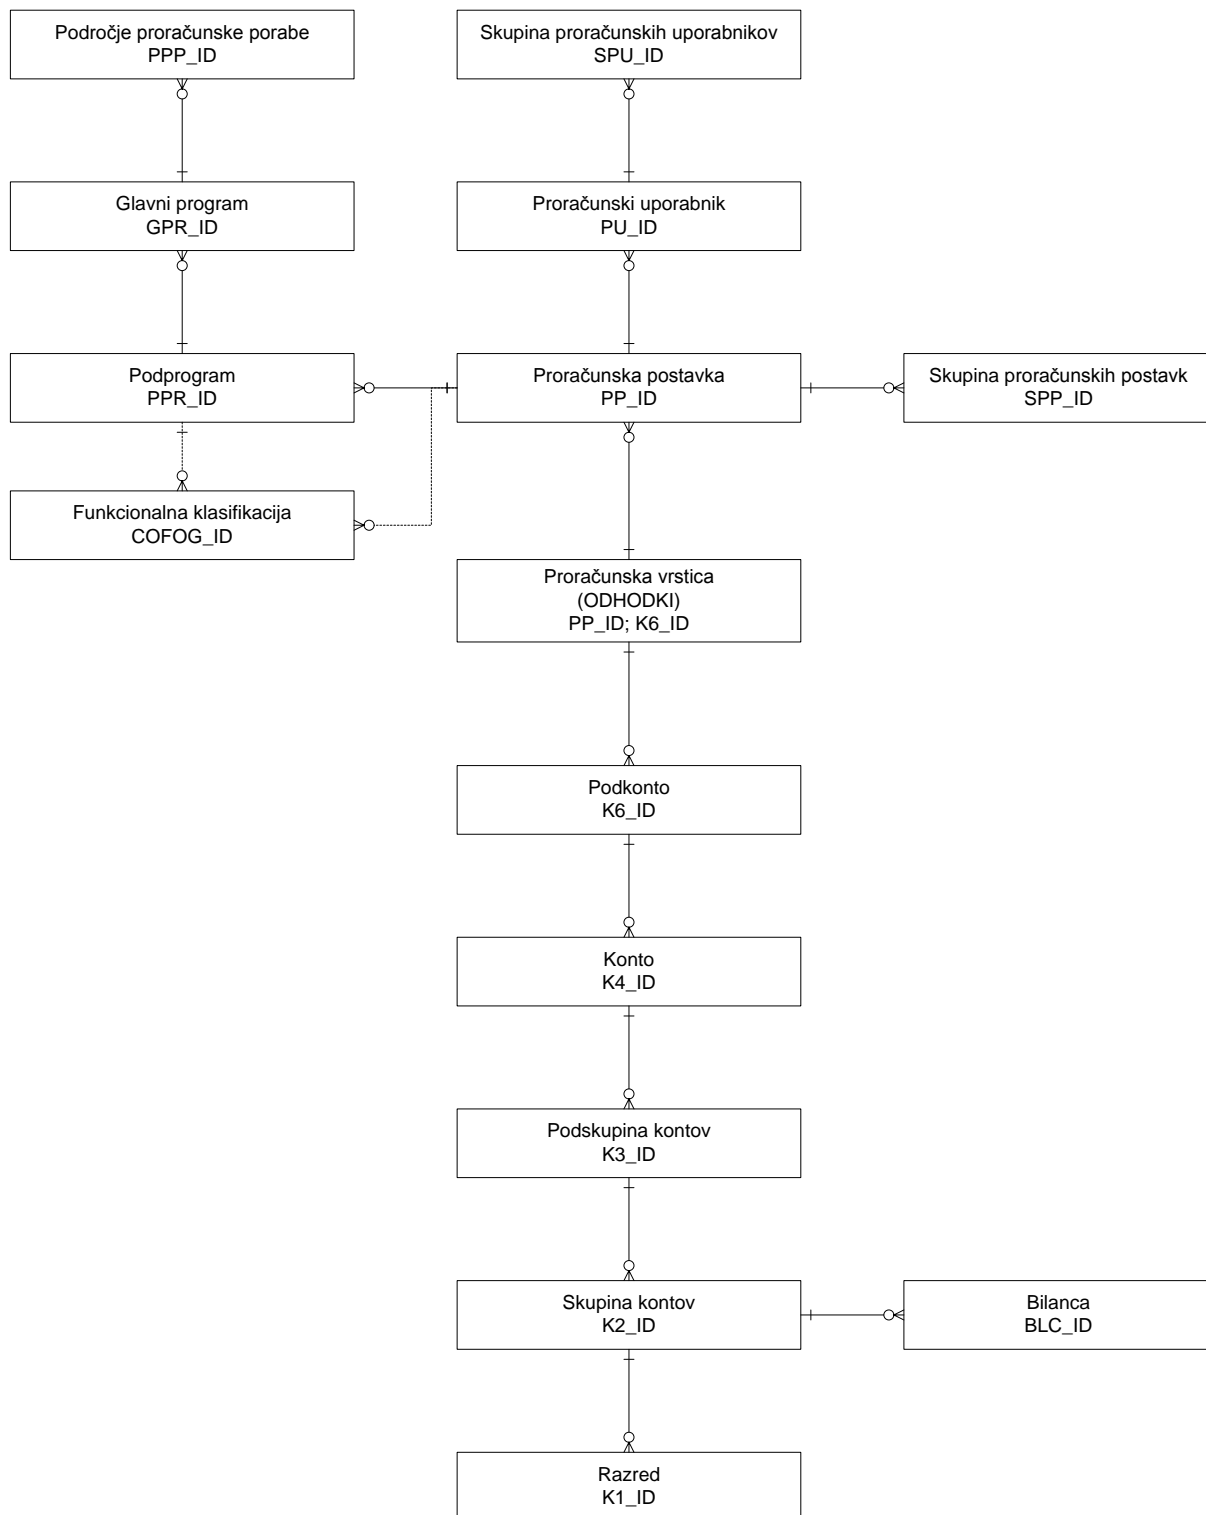 Področje proračunske porabe
PPP_ID
Skupina proračunskih uporabnikov
SPU_ID
Glavni program
GPR_ID
Proračunski uporabnik
PU_ID
Podprogram
PPR_ID
Proračunska postavka
PP_ID
Skupina proračunskih postavk
SPP_ID
Funkcionalna klasifikacija
COFOG_ID
Proračunska vrstica
(ODHODKI)
PP_ID; K6_ID
Podkonto
K6_ID
Konto
K4_ID
Podskupina kontov
K3_ID
Skupina kontov
K2_ID
Bilanca
BLC_ID
Razred
K1_ID